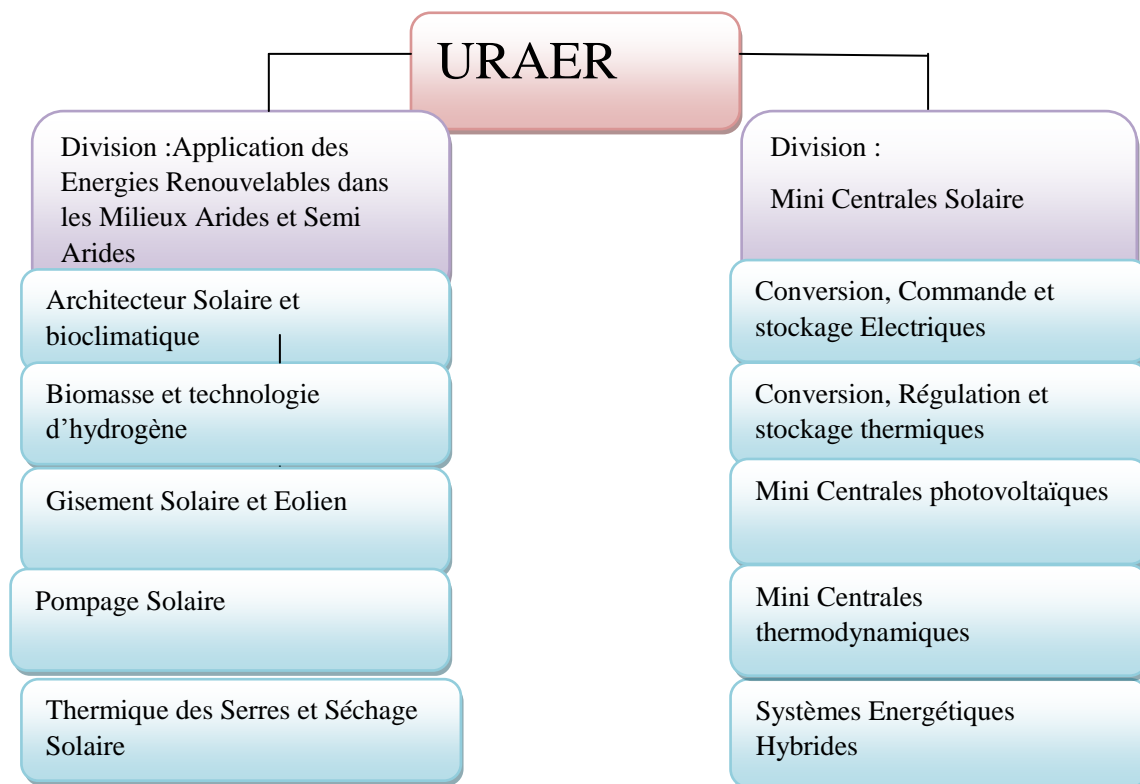 URAER
Division :Application des
Energies Renouvelables dans
les Milieux Arides et Semi
Arides
Architecteur Solaire et
bioclimatique
Biomasse et technologie
d’hydrogène
Gisement Solaire et Eolien
Pompage Solaire
Thermique des Serres et Séchage
Solaire
Division :
Mini Centrales Solaire
Conversion, Commande et
stockage Electriques
Conversion, Régulation et
stockage thermiques
Mini Centrales photovoltaïques
Mini Centrales
thermodynamiques
Systèmes Energétiques
Hybrides